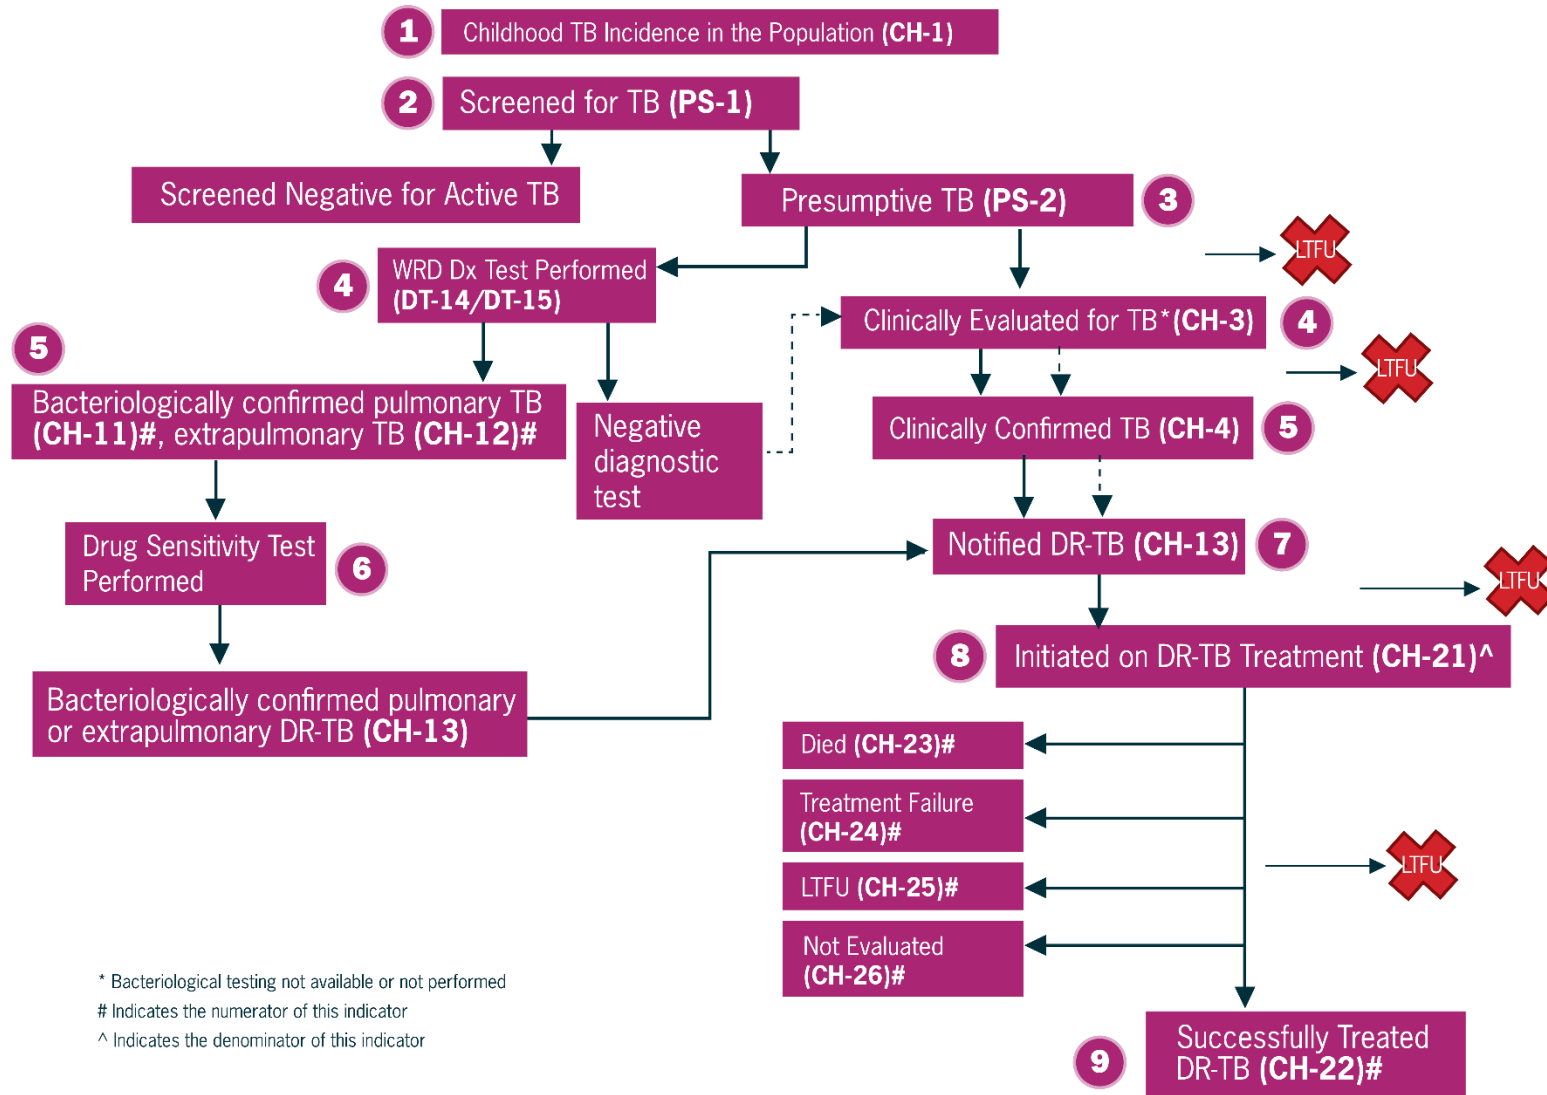 1
Childhood TB Incidence in the Population (CH-1)
2
Screened for TB (PS-1)
Screened Negative for Active TB
Presumptive TB (PS-2)
3
LTFU
4
WRD Dx Test Performed
(DT-14/DT-15)
Clinically Evaluated for TB* (CH-3)
4
LTFU
5
Bacteriologically confirmed pulmonary TB
(CH-11)#, extrapulmonary TB (CH-12)#
Negative
diagnostic
test
Clinically Confirmed TB (CH-4)
5
Drug Sensitivity Test
Performed
6
Notified DR-TB (CH-13)
7
LTFU
8
Initiated on DR-TB Treatment (CH-21)^
Bacteriologically confirmed pulmonary
or extrapulmonary DR-TB (CH-13)
Died (CH-23)#
Treatment Failure
(CH-24)#
LTFU (CH-25)#
LTFU
Not Evaluated
(CH-26)#
* Bacteriological testing not available or not performed
# Indicates the numerator of this indicator
^ Indicates the denominator of this indicator
9
Successfully Treated
DR-TB (CH-22)#